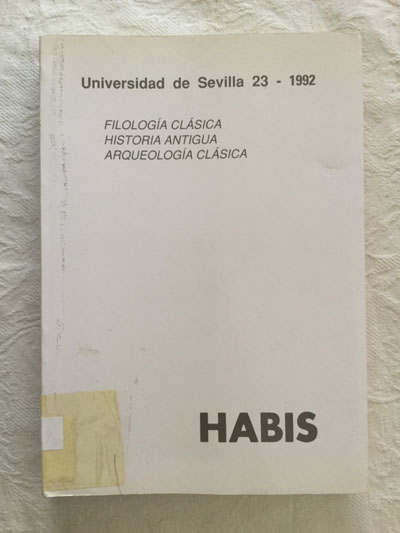 Universidad de Sevilla 23 - 1992
FILOLOGÍA CLÁSICA
HISTORIA ANTIGUA
ARQUEOLOGÍA CLÁSICA
HABIS